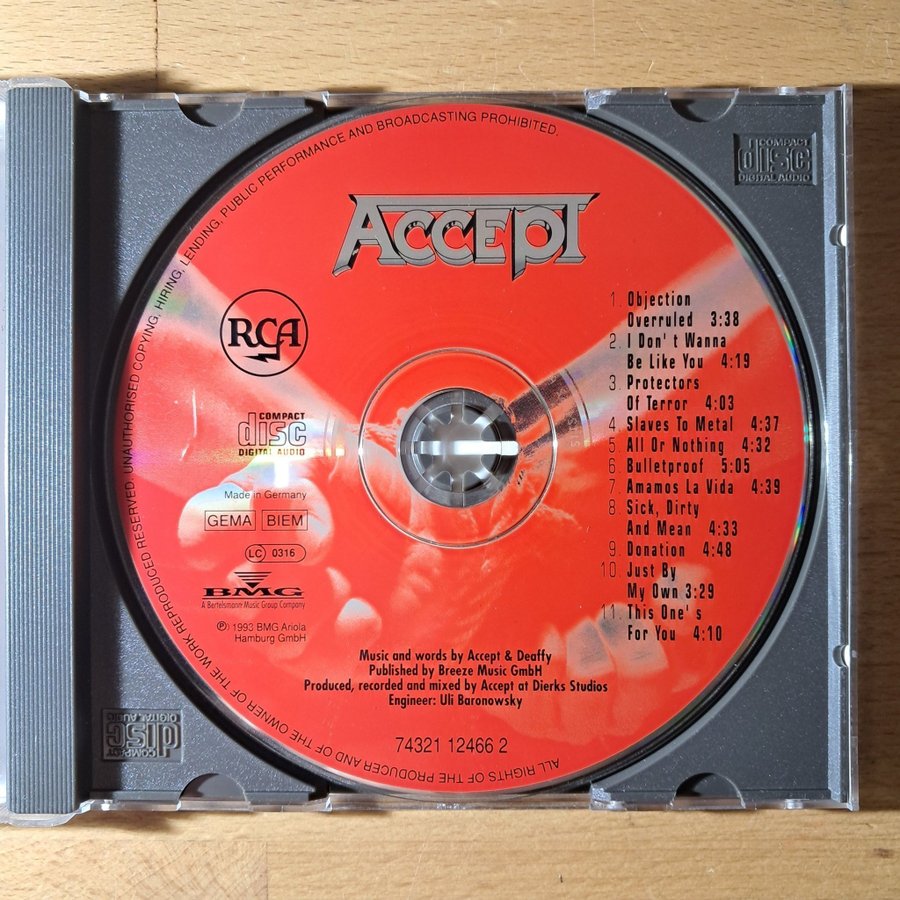 ALL RIGHTS OF THE PRODUCER AND OF THE OWNER OF THE WORK REPRODUCED RESERVED. UNAUTHORISED COPYING, HIRING, LENDING, PUBLIC PERFORMANCE AND BROADCASTING PROHIBITED.
COMPACT
disc
DIGITAL AUDIO
ACCEPT
RCA
COMPACT
disc
DIGITAL AUDIO
Made in Germany
GEMA BIEM
LC 0316
BMG
A Bertelsmann Music Group Company
℗ 1993 BMG Ariola
Hamburg GmbH
1. Objection
Overruled 3:38
2. I Don't Wanna
Be Like You 4:19
3. Protectors
Of Terror 4:03
4. Slaves To Metal 4:37
5. All Or Nothing 4:32
6. Bulletproof 5:05
7. Amamos La Vida 4:39
8. Sick, Dirty
And Mean 4:33
9. Donation 4:48
10. Just By
My Own 3:29
11. This One's
For You 4:10
Music and words by Accept & Deaffy
Published by Breeze Music GmbH
Produced, recorded and mixed by Accept at Dierks Studios
Engineer: Uli Baronowsky
74321 12466 2
COMPACT
disc
DIGITAL AUDIO